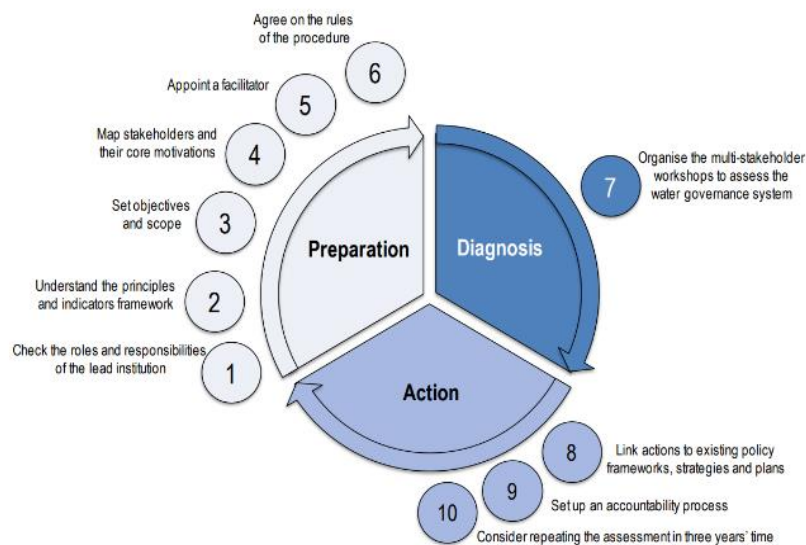 Agree on the rules
of the procedure
6
Appoint a facilitator
5
Map stakeholders and
their core motivations
4
Set objectives
and scope
3
Understand the principles
and indicators framework
2
Check the roles and responsibilities
of the lead institution
1
Preparation
Diagnosis
7
Organise the multi-stakeholder
workshops to assess the
water governance system
Action
8
Link actions to existing policy
frameworks, strategies and plans
9
Set up an accountability process
10
Consider repeating the assessment in three years' time